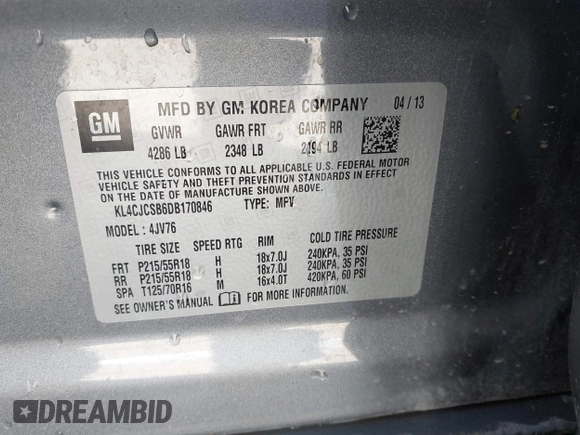 GM
MFD BY GM KOREA COMPANY 04 / 13
GVWR GAWR FRT GAWR RR
4286 LB 2348 LB 2194 LB
THIS VEHICLE CONFORMS TO ALL APPLICABLE U.S. FEDERAL MOTOR
VEHICLE SAFETY AND THEFT PREVENTION STANDARDS IN EFFECT
ON THE DATE OF MANUFACTURE SHOWN ABOVE.
KL4CJCSB6DB170846 TYPE: MPV
MODEL: 4JV76
TIRE SIZE SPEED RTG RIM COLD TIRE PRESSURE
FRT P215/55R18 H 18x7.0J 240KPA, 35 PSI
RR P215/55R18 H 18x7.0J 240KPA, 35 PSI
SPA T125/70R16 M 16x4.0T 420KPA, 60 PSI
SEE OWNER'S MANUAL FOR MORE INFORMATION.
DREAMBID